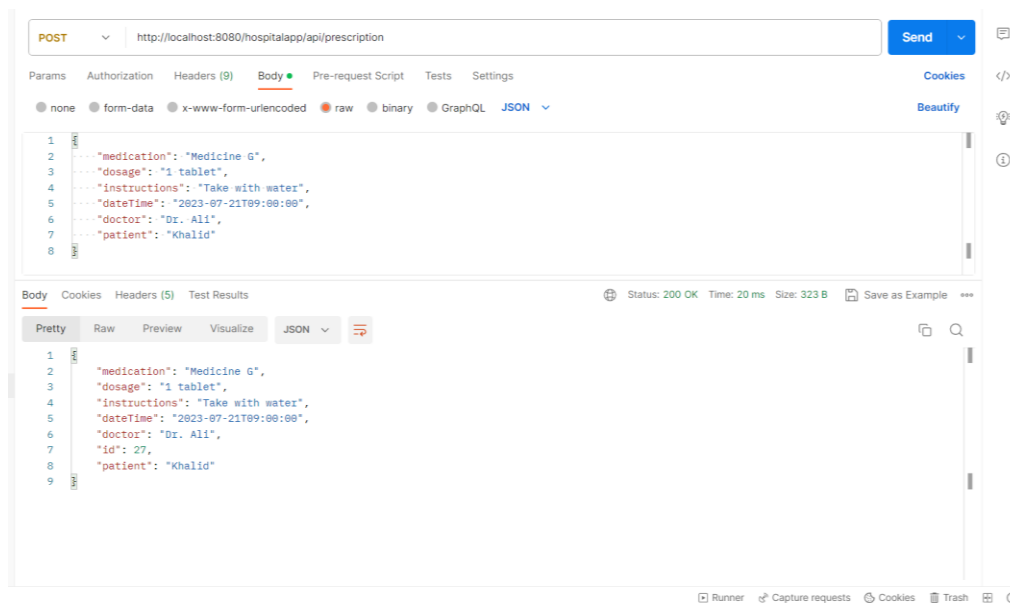 POST http://localhost:8080/hospitalapp/api/prescription Send
Params Authorization Headers (9) Body Pre-request Script Tests Settings Cookies
none form-data x-www-form-urlencoded raw binary GraphQL JSON Beautify
1 {
2 "medication": "Medicine G",
3 "dosage": "1 tablet",
4 "instructions": "Take with water",
5 "dateTime": "2023-07-21T09:00:00",
6 "doctor": "Dr. Ali",
7 "patient": "Khalid"
8 }
Body Cookies Headers (5) Test Results Status: 200 OK Time: 20 ms Size: 323 B Save as Example
Pretty Raw Preview Visualize JSON
1 {
2 "medication": "Medicine G",
3 "dosage": "1 tablet",
4 "instructions": "Take with water",
5 "dateTime": "2023-07-21T09:00:00",
6 "doctor": "Dr. Ali",
7 "id": 27,
8 "patient": "Khalid"
9 }
Runner Capture requests Cookies Trash